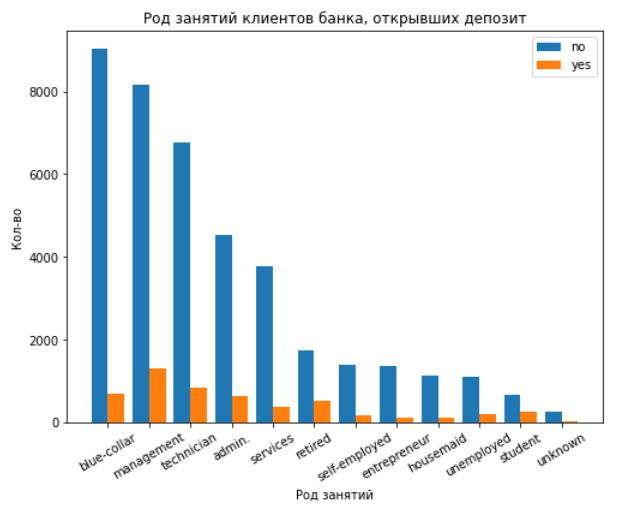 Род занятий клиентов банка, открывших депозит
no
yes
8000
6000
4000
2000
0
Кол-во
blue-collar
management
technician
admin.
services
retired
self-employed
entrepreneur
housemaid
unemployed
student
unknown
Род занятий